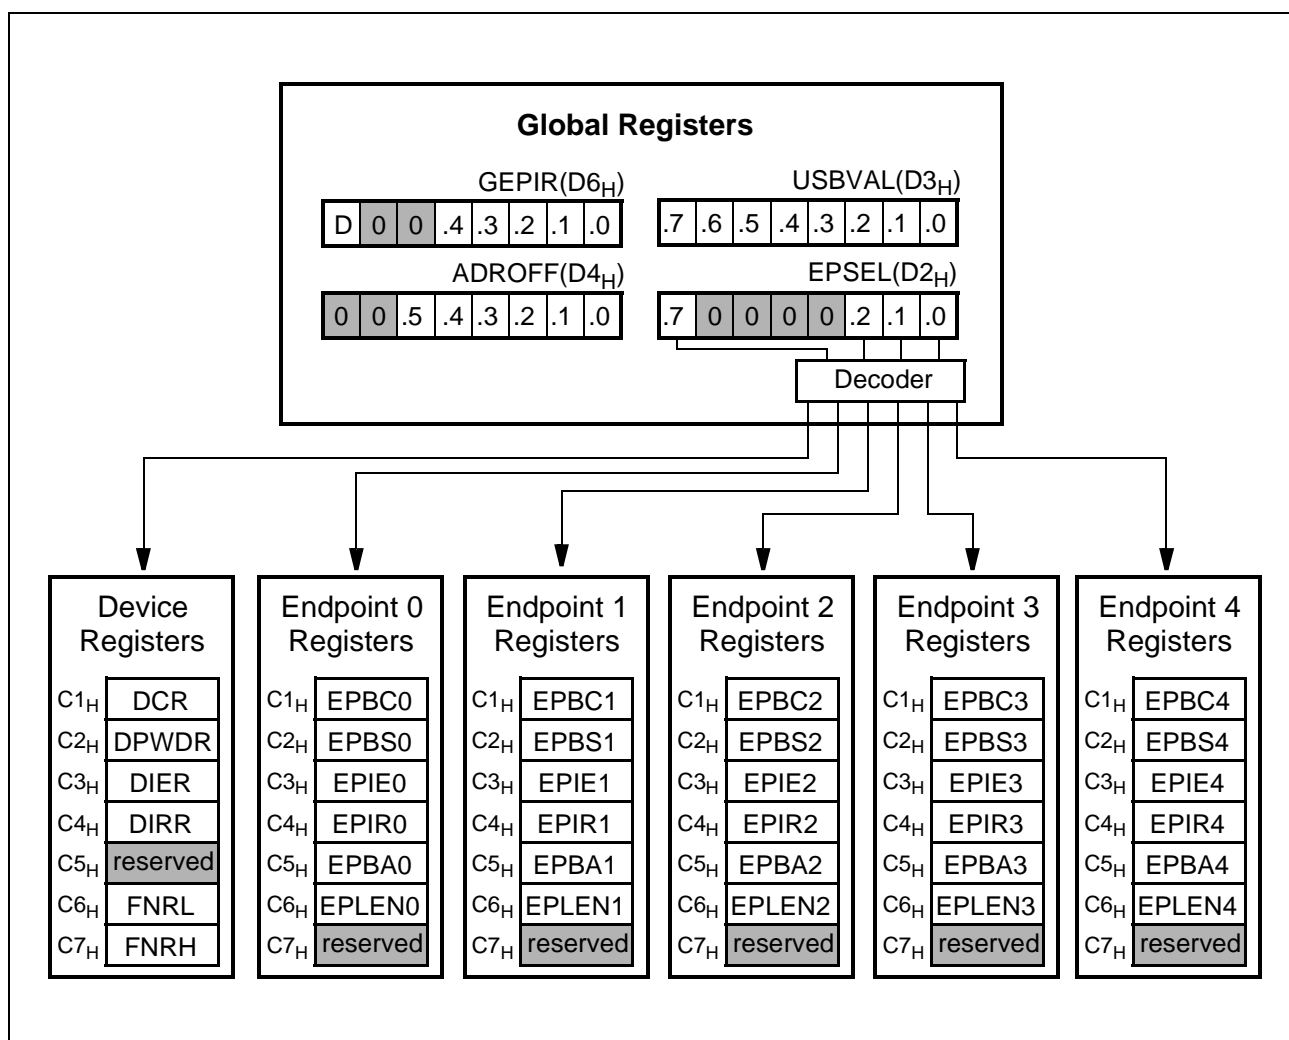 Global Registers
GEPIR(D6H) USBVAL(D3H)
D 0 0 .4 .3 .2 .1 .0 .7 .6 .5 .4 .3 .2 .1 .0
ADROFF(D4H) EPSEL(D2H)
0 0 .5 .4 .3 .2 .1 .0 .7 0 0 0 0 .2 .1 .0
Decoder
Device
Registers
C1H DCR
C2H DPWDR
C3H DIER
C4H DIRR
C5H reserved
C6H FNRL
C7H FNRH
Endpoint 0
Registers
C1H EPBC0
C2H EPBS0
C3H EPIE0
C4H EPIR0
C5H EPBA0
C6H EPLEN0
C7H reserved
Endpoint 1
Registers
C1H EPBC1
C2H EPBS1
C3H EPIE1
C4H EPIR1
C5H EPBA1
C6H EPLEN1
C7H reserved
Endpoint 2
Registers
C1H EPBC2
C2H EPBS2
C3H EPIE2
C4H EPIR2
C5H EPBA2
C6H EPLEN2
C7H reserved
Endpoint 3
Registers
C1H EPBC3
C2H EPBS3
C3H EPIE3
C4H EPIR3
C5H EPBA3
C6H EPLEN3
C7H reserved
Endpoint 4
Registers
C1H EPBC4
C2H EPBS4
C3H EPIE4
C4H EPIR4
C5H EPBA4
C6H EPLEN4
C7H reserved